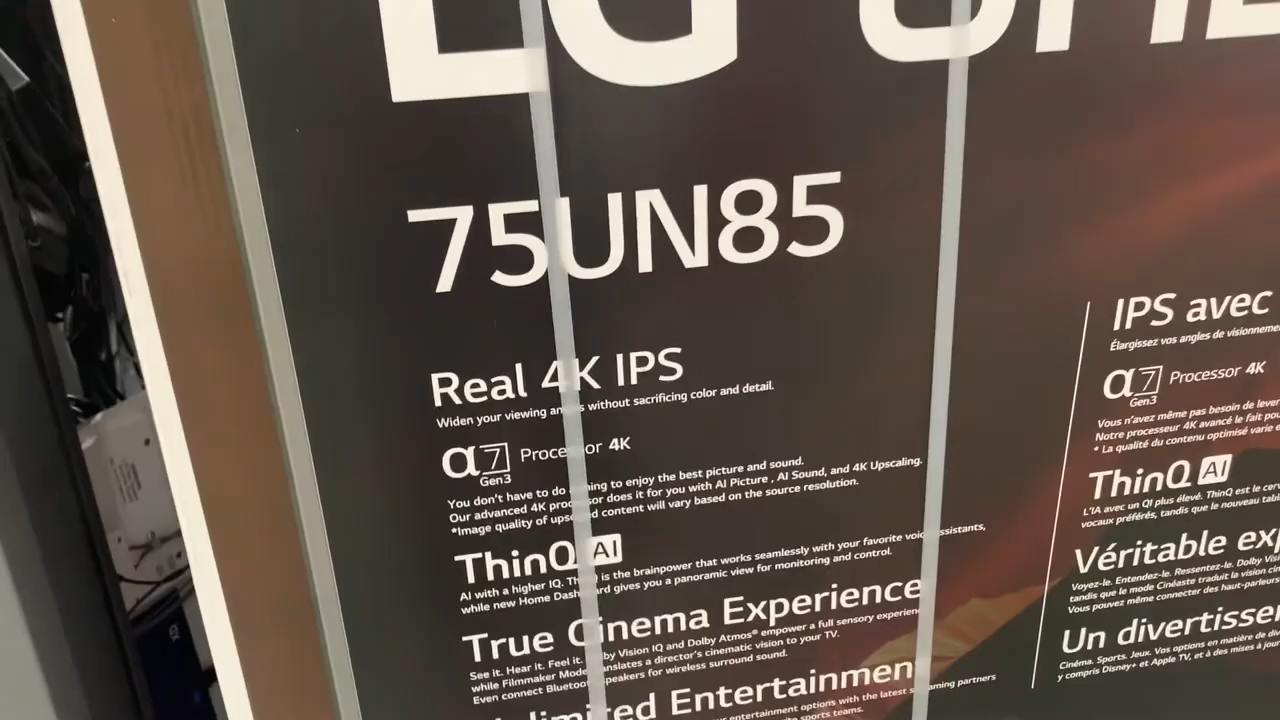 LG
75UN85
Real 4K IPS
Widen your viewing angles without sacrificing color and detail.
α7 Processor 4K
Gen3
You don't have to do anything to enjoy the best picture and sound.
Our advanced 4K processor does it for you with AI Picture , AI Sound, and 4K Upscaling.
*Image quality of upscaled content will vary based on the source resolution.
ThinQ AI
AI with a higher IQ. ThinQ is the brainpower that works seamlessly with your favorite voice assistants,
while new Home Dashboard gives you a panoramic view for monitoring and control.
True Cinema Experience
See it. Hear it. Feel it. Dolby Vision IQ and Dolby Atmos® empower a full sensory experience
while Filmmaker Mode translates a director's cinematic vision to your TV.
Even connect Bluetooth speakers for wireless surround sound.
Unlimited Entertainment
entertainment options with the latest streaming partners
sports teams.
IPS avec
Élargissez vos angles de
α7 Processor 4K
Gen3
Vous n'avez même pas besoin de
Notre processeur 4K avancé le fait
* La qualité du contenu optimisé varie
ThinQ AI
L'IA avec un QI plus élevé. ThinQ est le
vocaux préférés, tandis que le nouveau
Véritable
Voyez-le. Entendez-le. Ressentez-le. Dolby
tandis que le mode Cinéaste traduit la vision
Vous pouvez même connecter des
Un
Cinéma. Sports. Jeux. Vos options en matière de
y compris Disney+ et Apple TV, et à des mises à